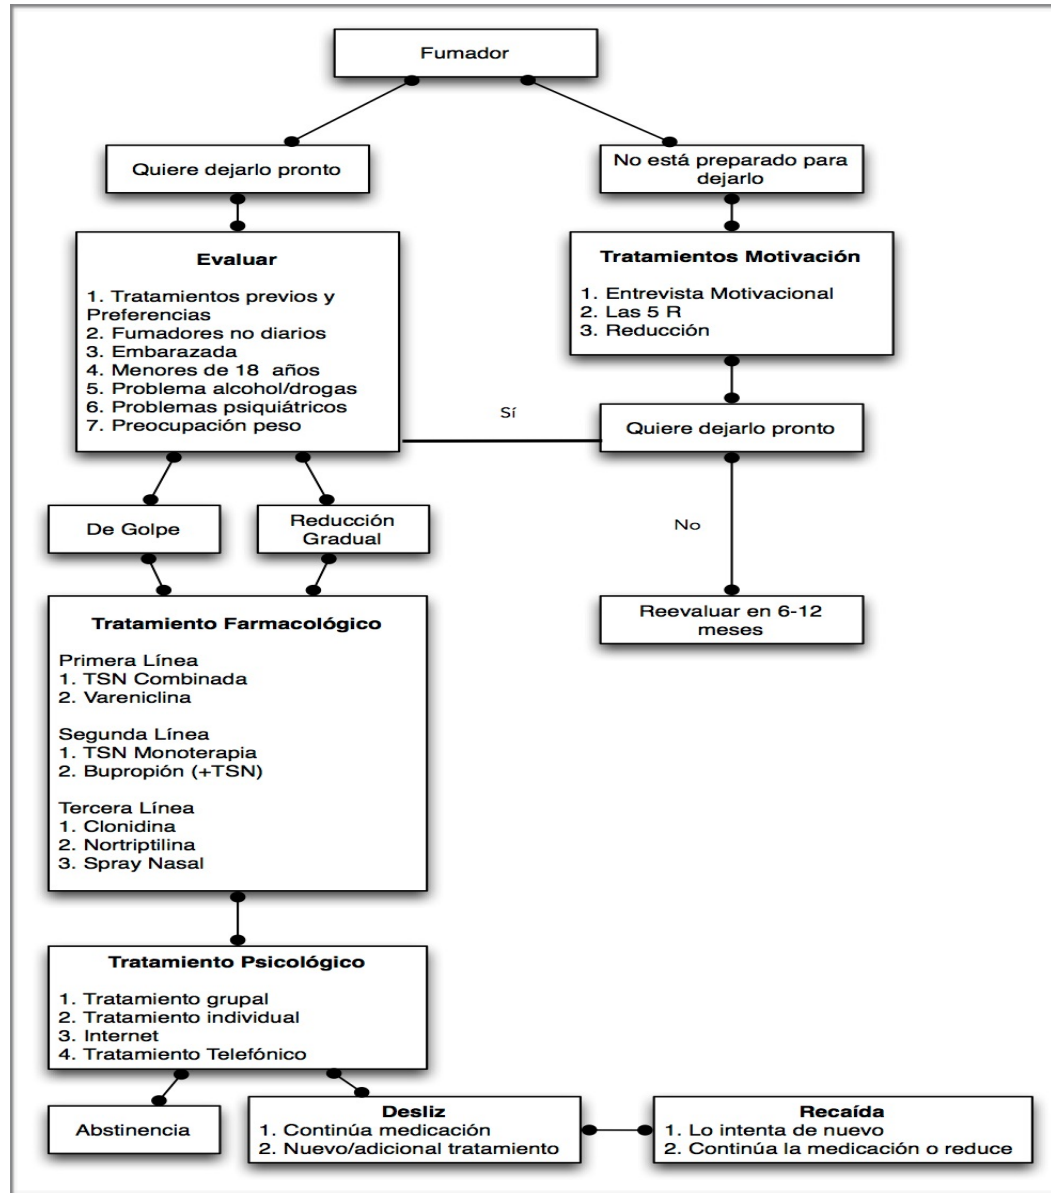 Fumador
Quiere dejarlo pronto
No está preparado para
dejarlo
Evaluar
1. Tratamientos previos y
Preferencias
2. Fumadores no diarios
3. Embarazada
4. Menores de 18 años
5. Problema alcohol/drogas
6. Problemas psiquiátricos
7. Preocupación peso
Tratamientos Motivación
1. Entrevista Motivacional
2. Las 5 R
3. Reducción
Sí
Quiere dejarlo pronto
No
Reevaluar en 6-12
meses
De Golpe
Reducción
Gradual
Tratamiento Farmacológico
Primera Línea
1. TSN Combinada
2. Vareniclina
Segunda Línea
1. TSN Monoterapia
2. Bupropión (+TSN)
Tercera Línea
1. Clonidina
2. Nortriptilina
3. Spray Nasal
Tratamiento Psicológico
1. Tratamiento grupal
2. Tratamiento individual
3. Internet
4. Tratamiento Telefónico
Abstinencia
Desliz
1. Continúa medicación
2. Nuevo/adicional tratamiento
Recaída
1. Lo intenta de nuevo
2. Continúa la medicación o reduce